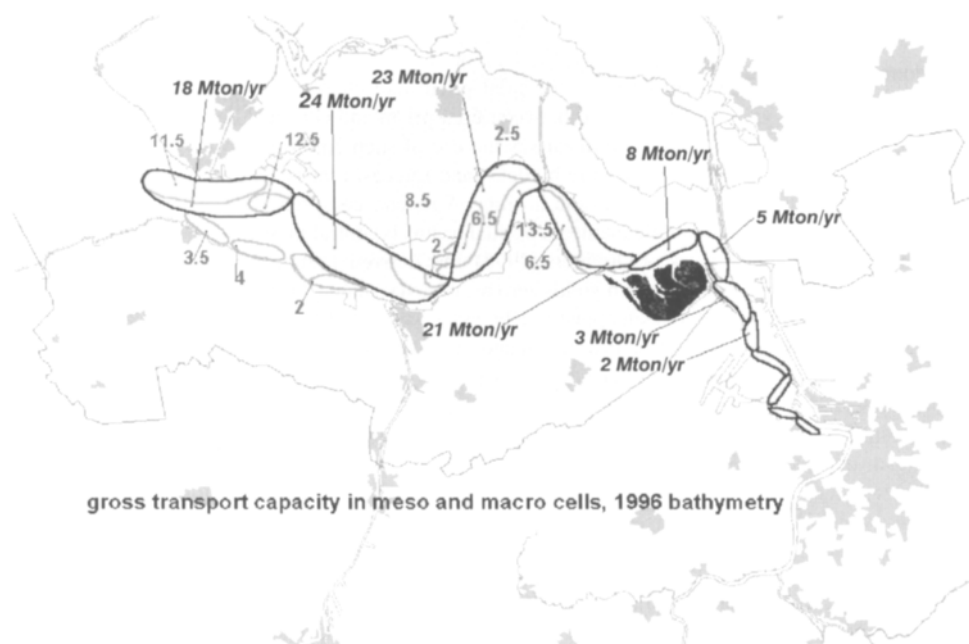 23 Mton/yr
18 Mton/yr
24 Mton/yr
11.5
12.5
2.5
8 Mton/yr
8.5
6.5
13.5
5 Mton/yr
2
6.5
3.5
4
2
21 Mton/yr
3 Mton/yr
2 Mton/yr
gross transport capacity in meso and macro cells, 1996 bathymetry